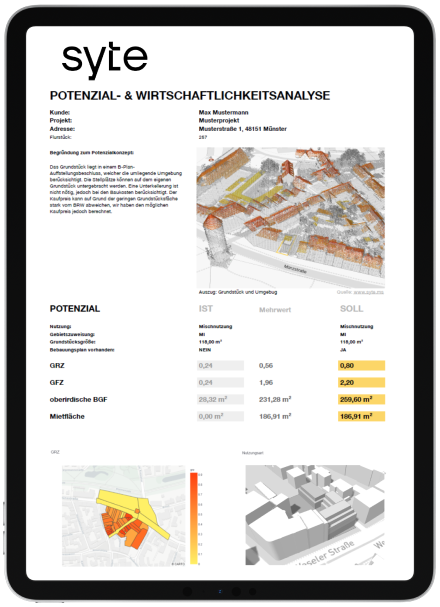 syte
POTENZIAL- & WIRTSCHAFTLICHKEITSANALYSE
Kunde: Max Mustermann
Projekt: Musterprojekt
Adresse: Musterstraße 1, 48151 Münster
Flurstück: 287
Begründung zum Potenzialkonzept:
Das Grundstück liegt in einem B-Plan-
Aufstellungsbeschluss, welcher die umliegende Umgebung
berücksichtigt. Die Stellplätze können auf dem eigenen
Grundstück untergebracht werden. Eine Unterkellerung ist
nicht nötig, jedoch bei den Baukosten berücksichtigt. Der
Kaufpreis kann auf Grund der geringen Grundstücksfläche
stark vom BRW abweichen, wir haben den möglichen
Kaufpreis jedoch berechnet.
Auszug: Grundstück und Umgebung Quelle: www.syte.ms
POTENZIAL IST Mehrwert SOLL
Nutzung: Mischnutzung Mischnutzung
Gebietszuweisung: MI MI
Grundstücksgröße: 118,00 m² 118,00 m²
Bebauungsplan vorhanden: NEIN JA
GRZ 0,24 0,56 0,80
GFZ 0,24 1,96 2,20
oberirdische BGF 28,32 m² 231,28 m² 259,60 m²
Mietfläche 0,00 m² 186,91 m² 186,91 m²
GRZ Nutzungsart
Weseler Straße We